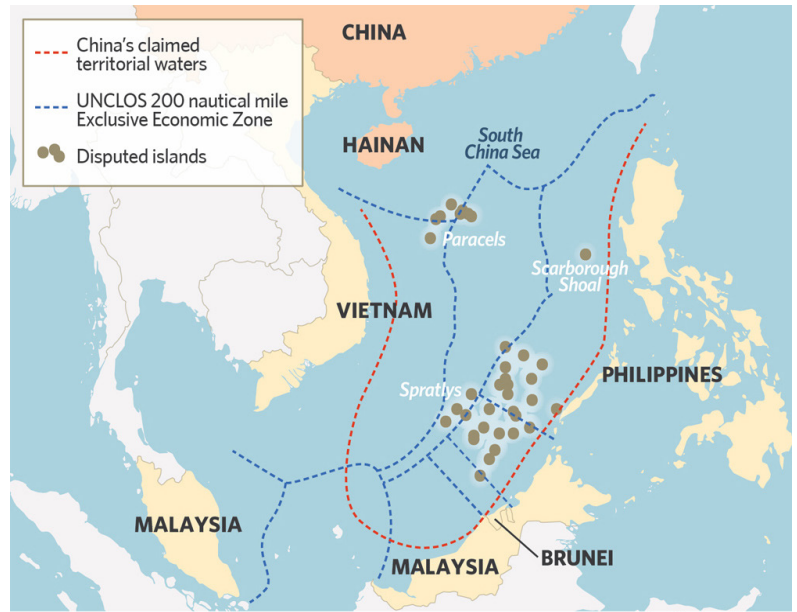 China's claimed
territorial waters
UNCLOS 200 nautical mile
Exclusive Economic Zone
Disputed islands
CHINA
HAINAN
South
China Sea
Paracels
Scarborough
Shoal
VIETNAM
PHILIPPINES
Spratlys
MALAYSIA
BRUNEI
MALAYSIA